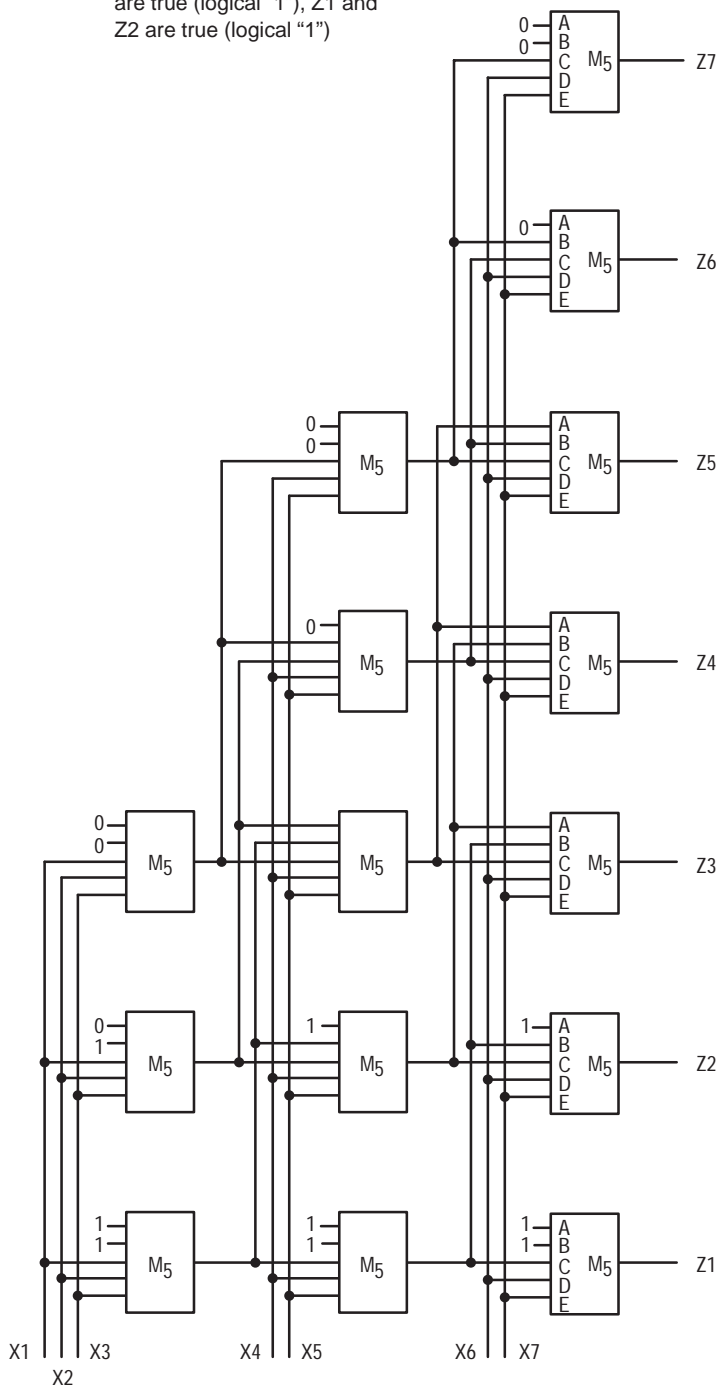 are true (logical “1”), Z1 and
Z2 are true (logical “1”)
0 A
0 B
C M5 Z7
D
E
0 A
B
C M5 Z6
D
E
0 A
0 B
M5 C M5 Z5
D
E
0 A
B
M5 C M5 Z4
D
E
0 A
0 B
M5 M5 C M5 Z3
D
E
0 1 1 A
1 B
M5 M5 C M5 Z2
D
E
1 1 1 A
1 1 1 B
M5 M5 C M5 Z1
D
E
X1 X3 X4 X5 X6 X7
X2